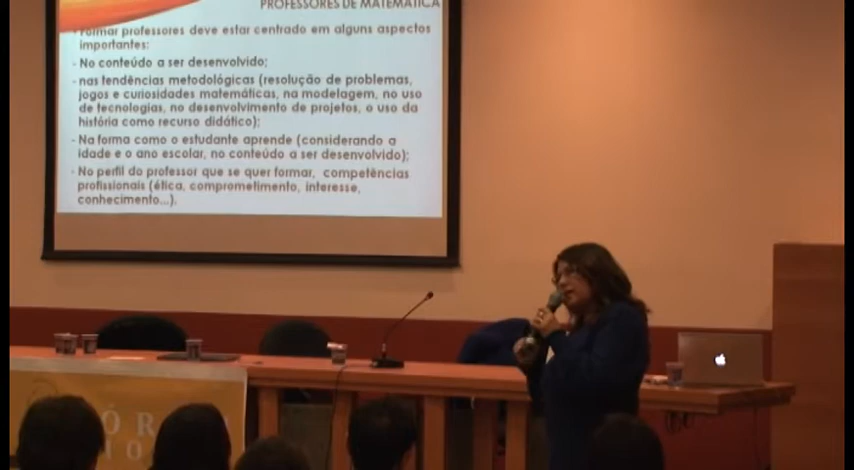 PROFESSORES DE MATEMÁTICA
- Formar professores deve estar centrado em alguns aspectos
importantes:
- No conteúdo a ser desenvolvido;
- nas tendências metodológicas (resolução de problemas,
jogos e curiosidades matemáticas, na modelagem, no uso
de tecnologias, no desenvolvimento de projetos, o uso da
história como recurso didático);
- Na forma como o estudante aprende (considerando a
idade e o ano escolar, no conteúdo a ser desenvolvido);
- No perfil do professor que se quer formar, competências
profissionais (ética, comprometimento, interesse,
conhecimento...).